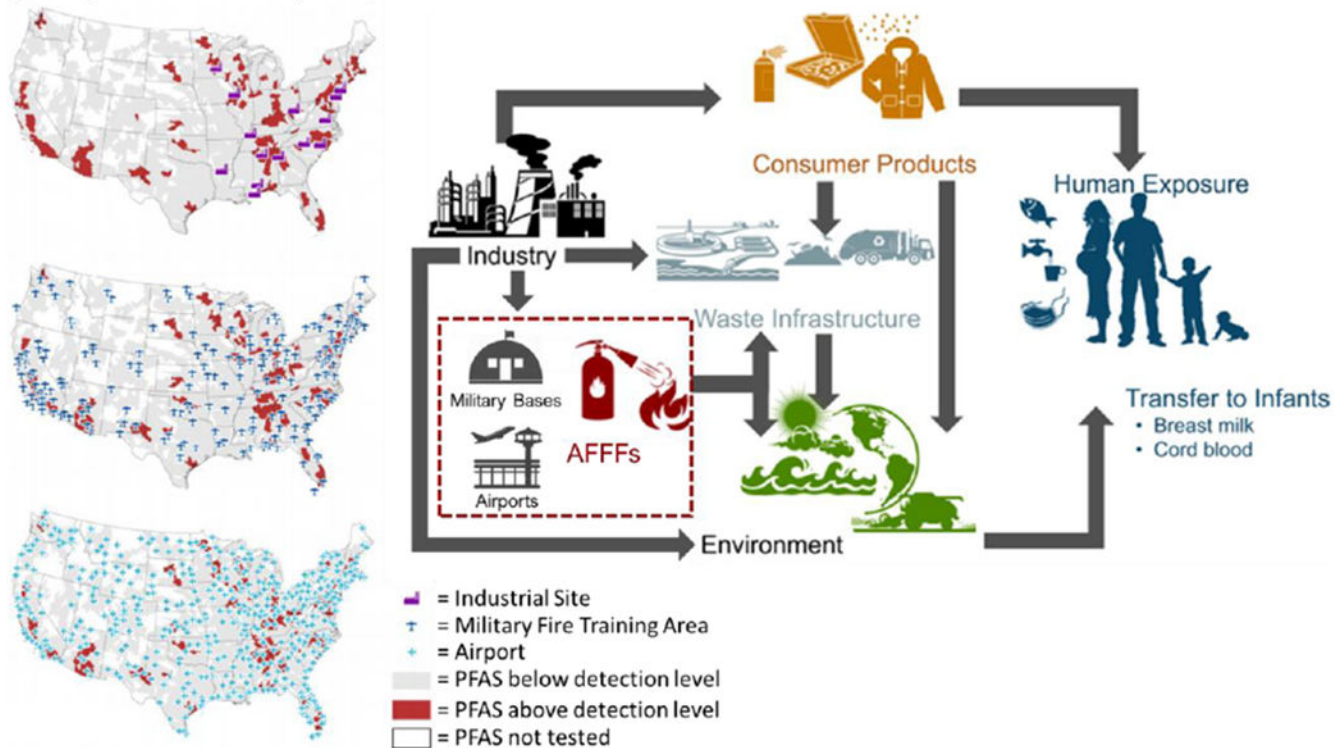 Consumer Products
Human Exposure
Industry
Waste Infrastructure
Military Bases
AFFFs
Airports
Transfer to Infants
• Breast milk
• Cord blood
Environment
= Industrial Site
= Military Fire Training Area
= Airport
= PFAS below detection level
= PFAS above detection level
= PFAS not tested